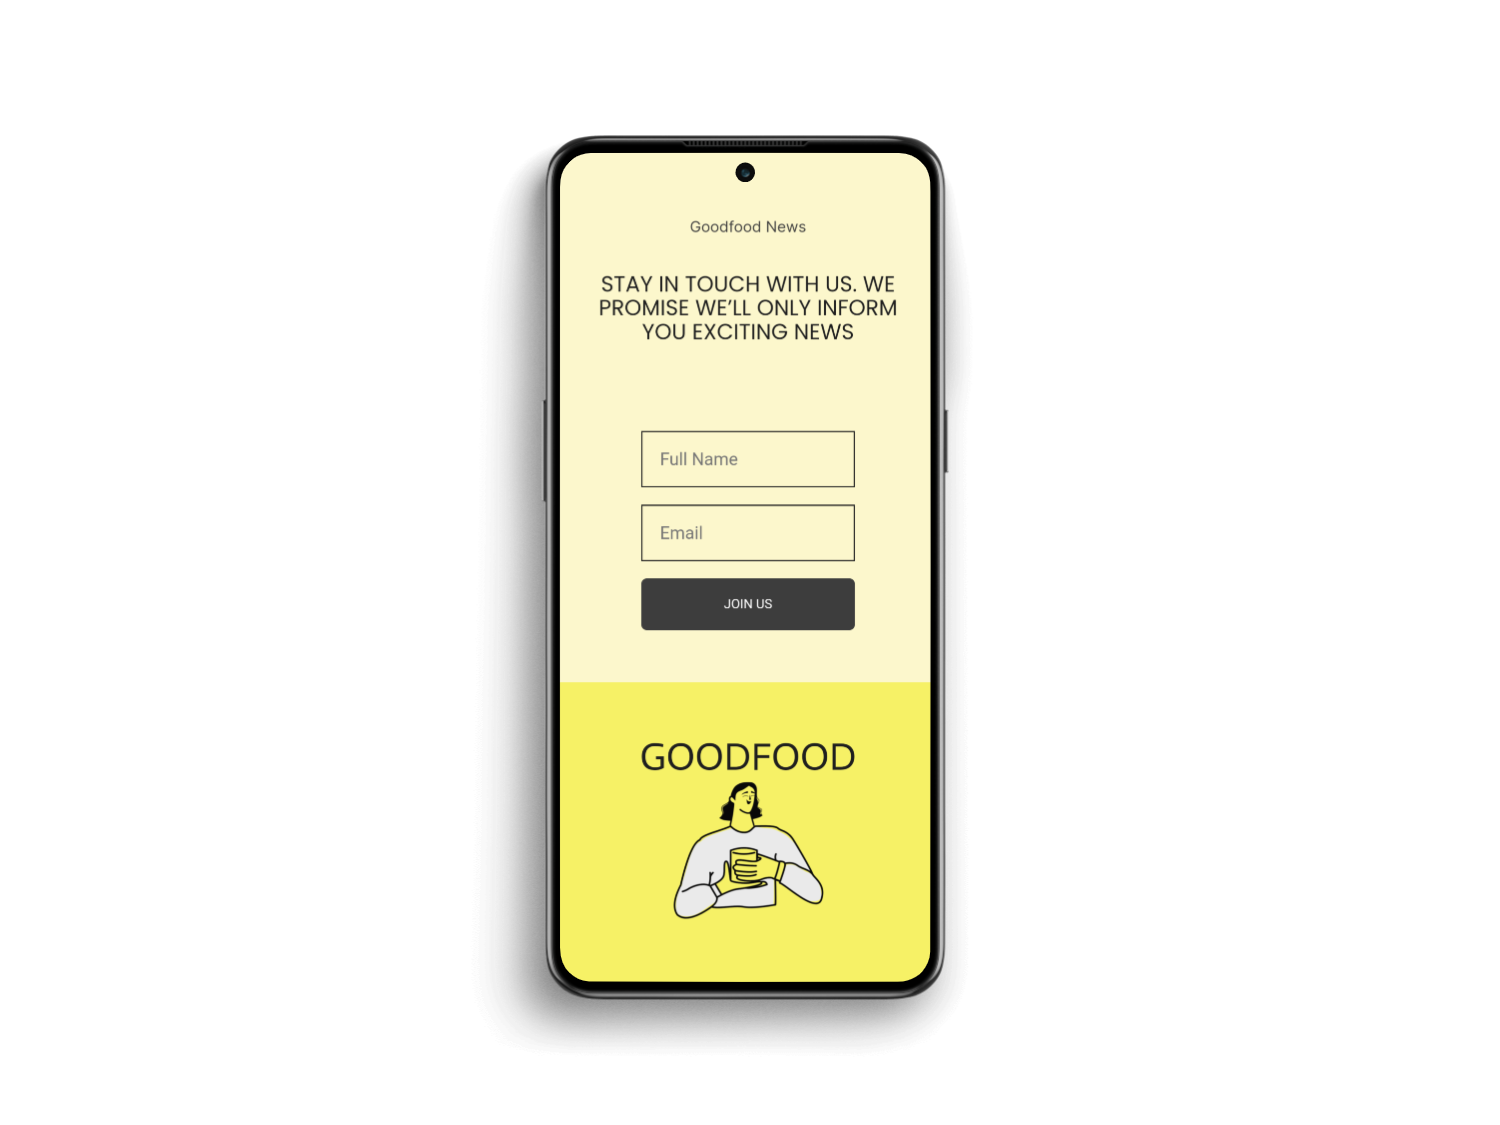 Goodfood News
STAY IN TOUCH WITH US. WE
PROMISE WE’LL ONLY INFORM
YOU EXCITING NEWS
Full Name
Email
JOIN US
GOODFOOD